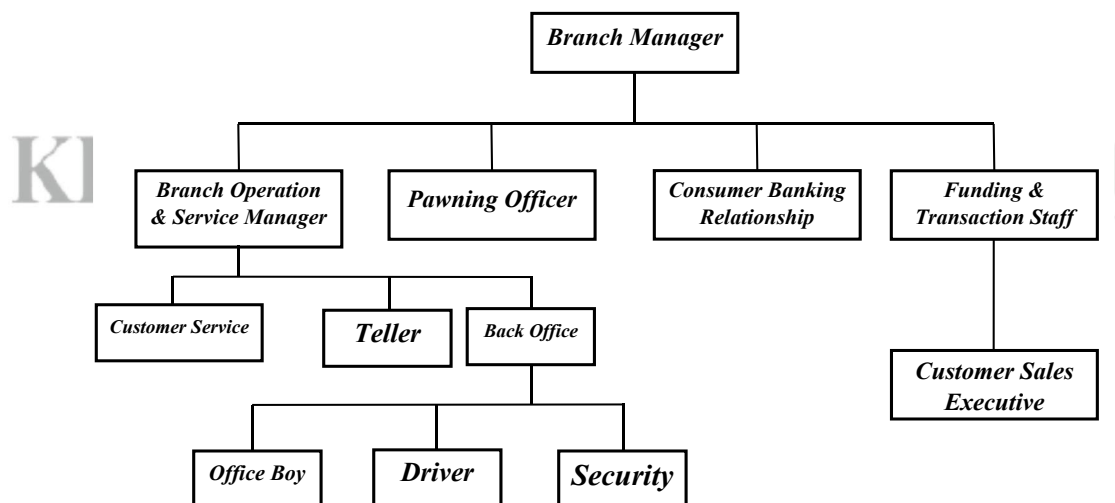 Branch Manager
Branch Operation
& Service Manager
Pawning Officer
Consumer Banking
Relationship
Funding &
Transaction Staff
Customer Service
Teller
Back Office
Customer Sales
Executive
Office Boy
Driver
Security